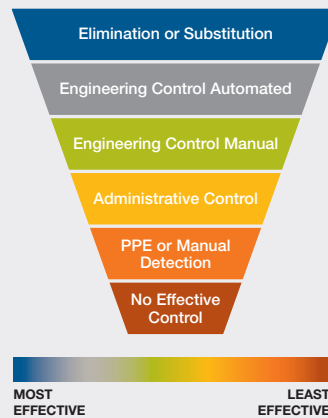 Elimination or Substitution
Engineering Control Automated
Engineering Control Manual
Administrative Control
PPE or Manual
Detection
No Effective
Control
MOST
EFFECTIVE
LEAST
EFFECTIVE